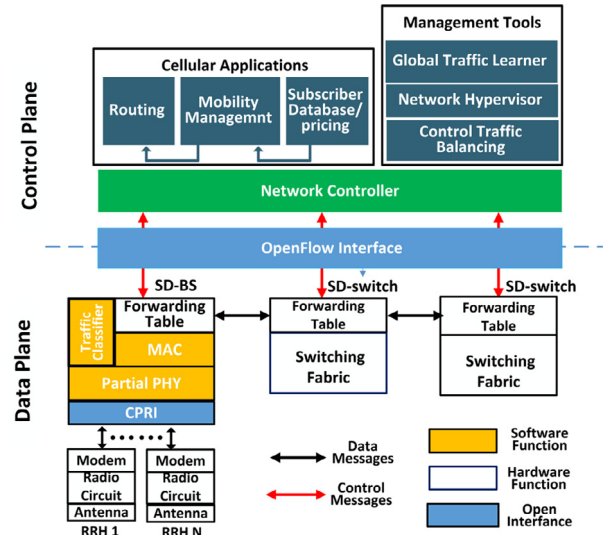 Management Tools
Cellular Applications
Routing
Mobility
Managemnt
Subscriber
Database/
pricing
Global Traffic Learner
Network Hypervisor
Control Traffic
Balancing
Control Plane
Network Controller
OpenFlow Interface
SD-BS
SD-switch
SD-switch
Data Plane
Traffic
Classifier
Forwarding
Table
MAC
Partial PHY
CPRI
Forwarding
Table
Switching
Fabric
Forwarding
Table
Switching
Fabric
Modem
Radio
Circuit
Antenna
RRH 1
Modem
Radio
Circuit
Antenna
RRH N
Data
Messages
Control
Messages
Software
Function
Hardware
Function
Open
Interfance